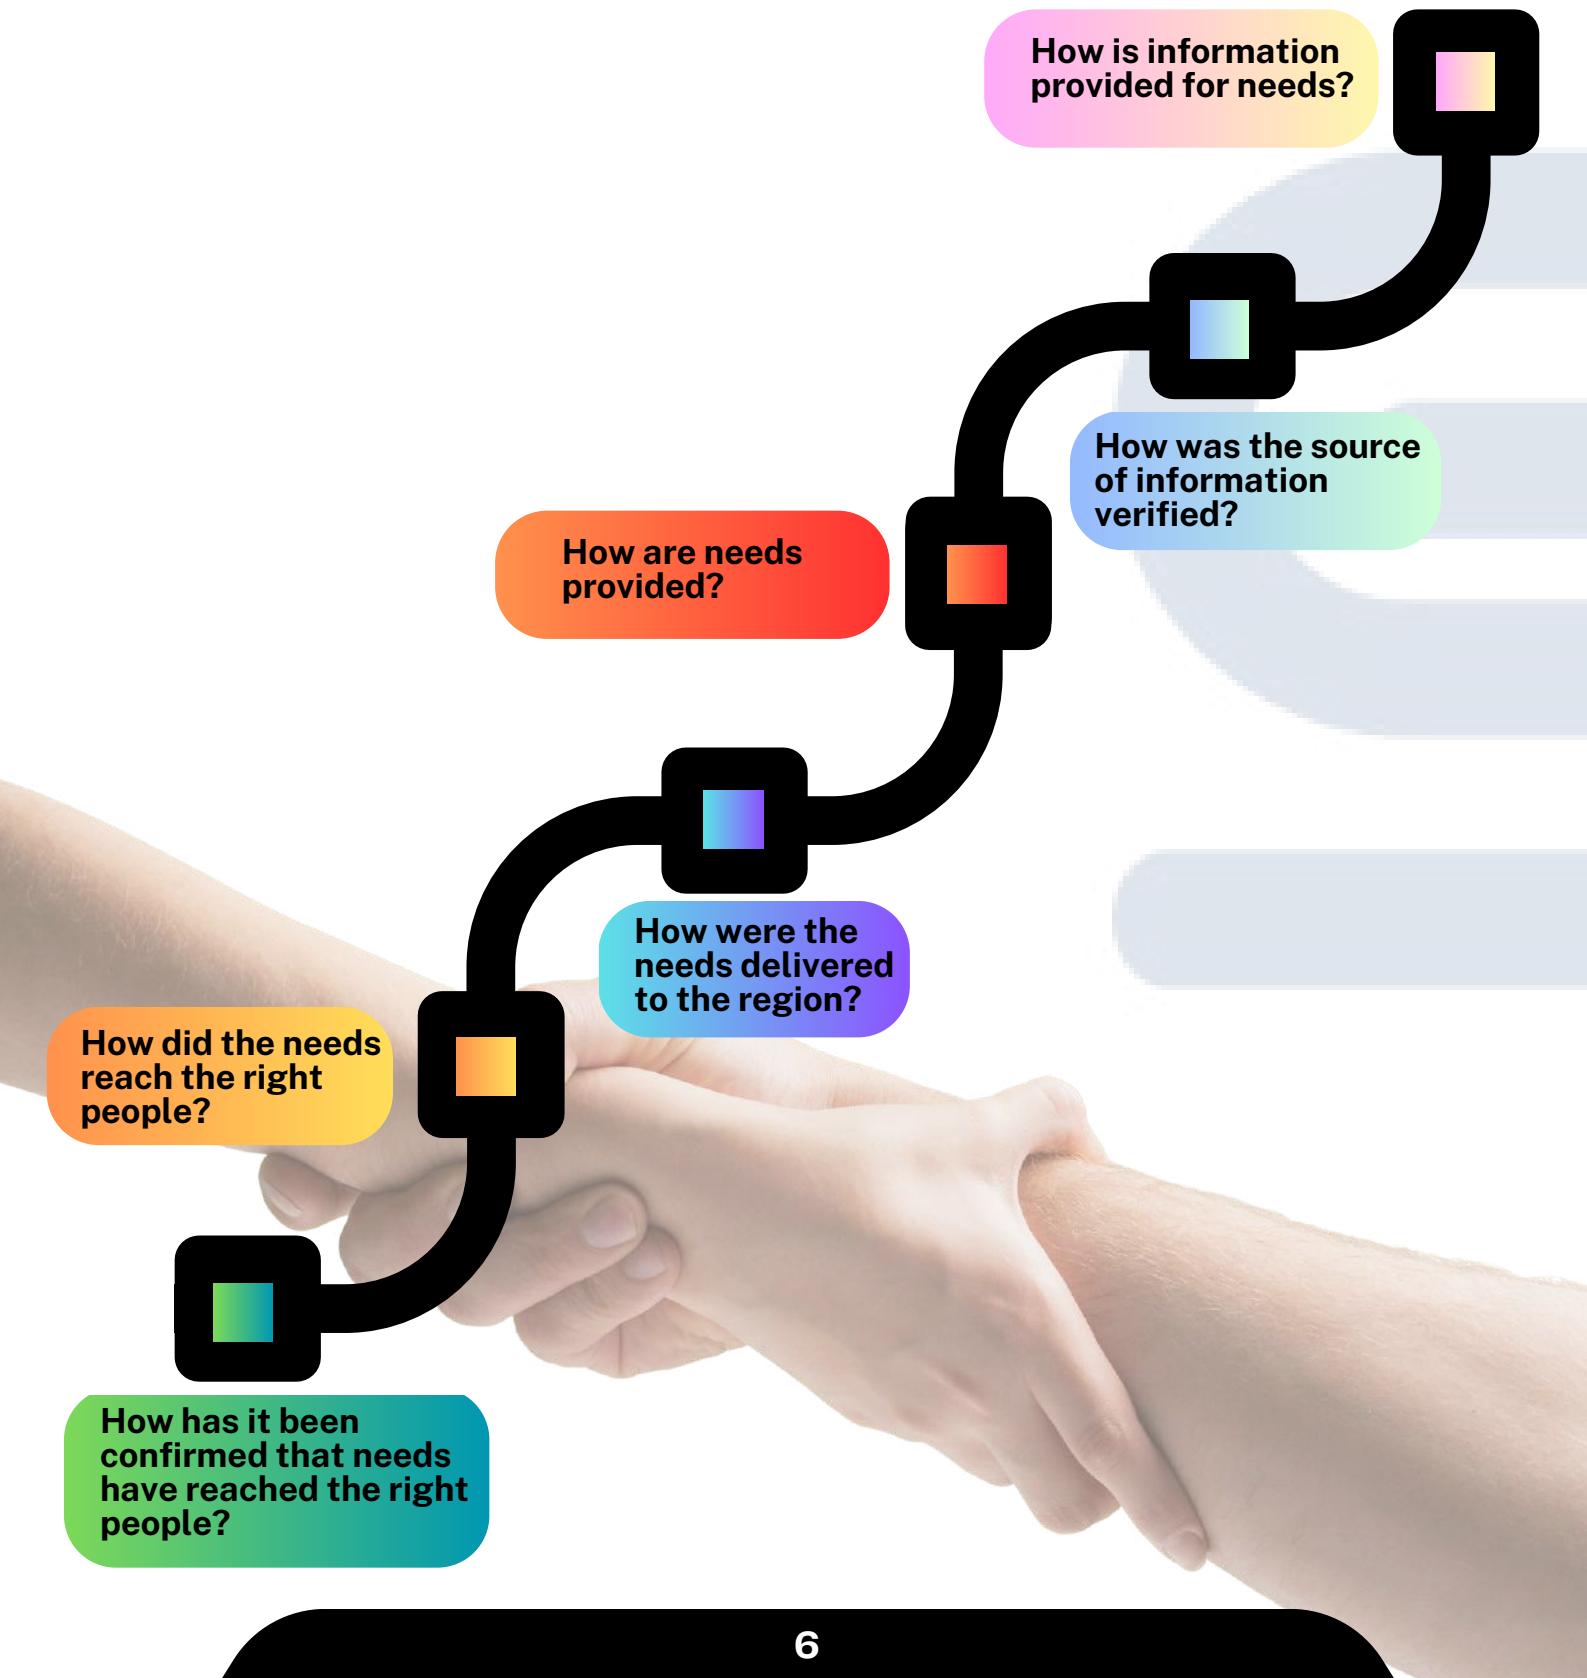 How is information
provided for needs?
How was the source
of information
verified?
How are needs
provided?
How were the
needs delivered
to the region?
How did the needs
reach the right
people?
How has it been
confirmed that needs
have reached the right
people?
6